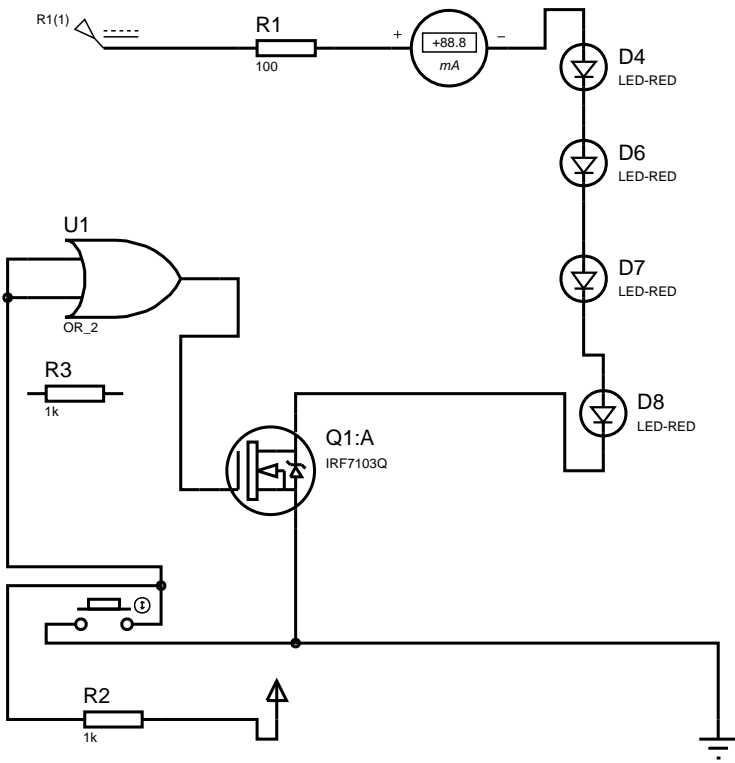 R1(1)
R1
100
+
+88.8
mA
−
D4
LED-RED
D6
LED-RED
U1
OR_2
D7
LED-RED
R3
1k
D8
LED-RED
Q1:A
IRF7103Q
R2
1k